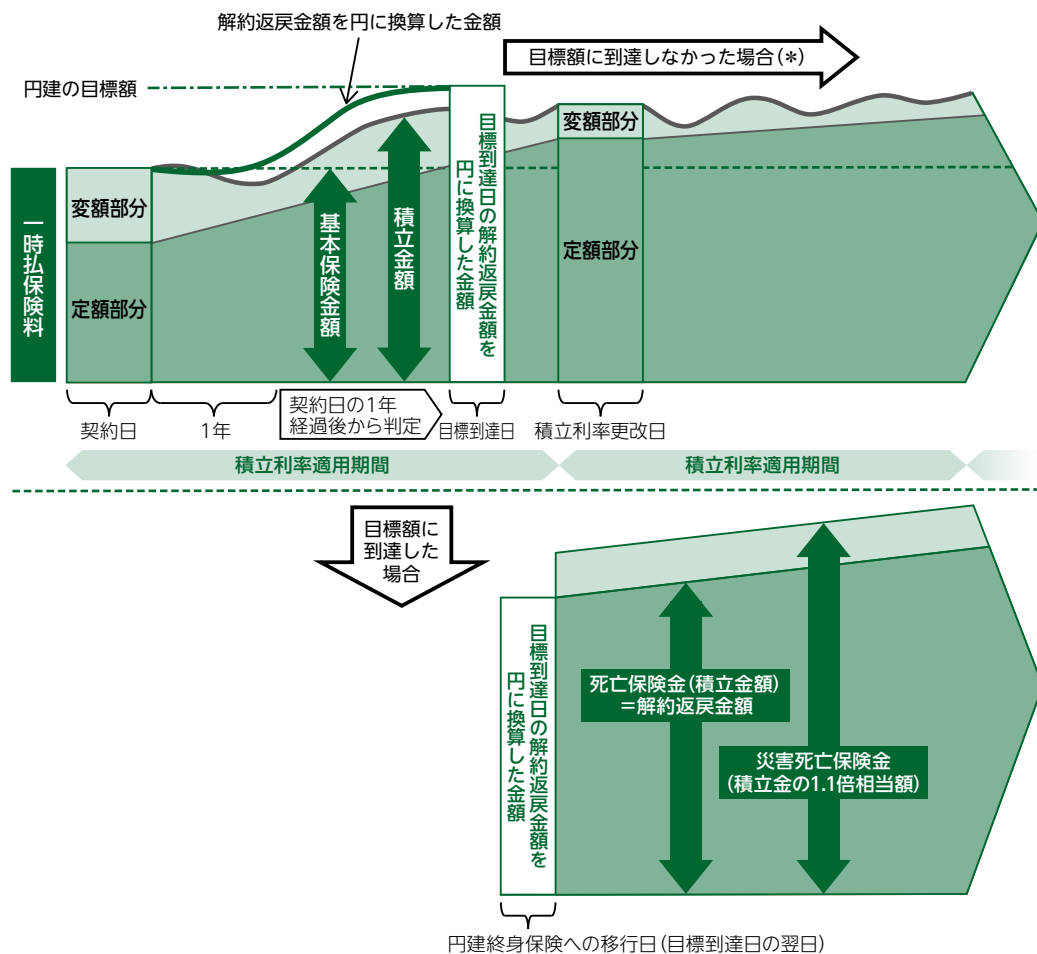 解約返戻金額を円に換算した金額
目標額に到達しなかった場合(*)
円建の目標額
一時払保険料
変額部分
定額部分
基本保険金額
積立金額
目標到達日の解約返戻金額を
円に換算した金額
変額部分
定額部分
契約日
1年
契約日の1年
経過後から判定
目標到達日
積立利率更改日
積立利率適用期間
積立利率適用期間
目標額に
到達した
場合
目標到達日の解約返戻金額を
円に換算した金額
死亡保険金(積立金額)
=解約返戻金額
災害死亡保険金
(積立金の1.1倍相当額)
円建終身保険への移行日(目標到達日の翌日)